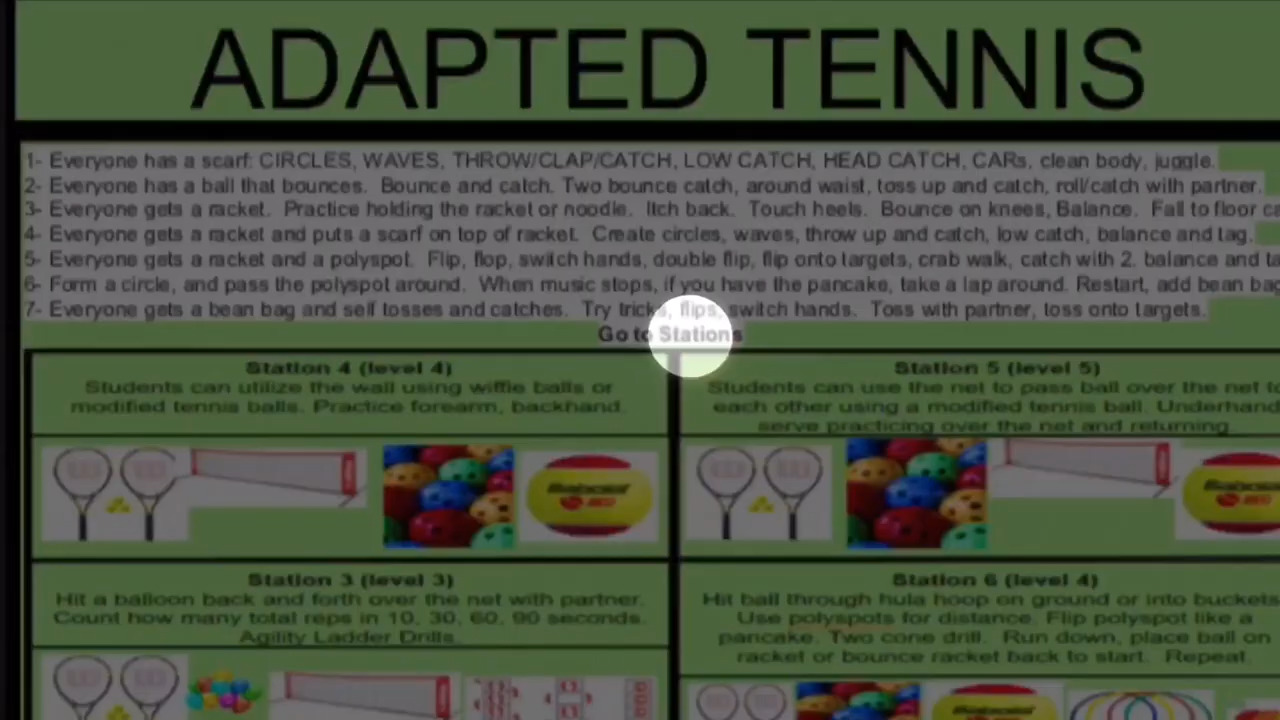 ADAPTED TENNIS
1- Everyone has a scarf: CIRCLES, WAVES, THROW/CLAP/CATCH, LOW CATCH, HEAD CATCH, CARs, clean body, juggle.
2- Everyone has a ball that bounces. Bounce and catch. Two bounce catch, around waist, toss up and catch, roll/catch with partner.
3- Everyone gets a racket. Practice holding the racket or noodle. Itch back. Touch heels. Bounce on knees, Balance. Fall to floor
4- Everyone gets a racket and puts a scarf on top of racket. Create circles, waves, throw up and catch, low catch, balance and tag.
5- Everyone gets a racket and a polyspot. Flip, flop, switch hands, double flip, flip onto targets, crab walk, catch with 2. balance and
6- Form a circle, and pass the polyspot around. When music stops, if you have the pancake, take a lap around. Restart, add bean
7- Everyone gets a bean bag and self tosses and catches. Try tricks, flips, switch hands. Toss with partner, toss onto targets.
Go to Stations
Station 4 (level 4)
Students can utilize the wall using wiffle balls or
modified tennis balls. Practice forearm, backhand.
Station 5 (level 5)
Students can use the net to pass ball over the net to
each other using a modified tennis ball. Underhand
serve practicing over the net and returning.
Babolat
Babolat
Station 3 (level 3)
Hit a balloon back and forth over the net with partner.
Count how many total reps in 10, 30, 60, 90 seconds.
Agility Ladder Drills.
Station 6 (level 4)
Hit ball through hula hoop on ground or into buckets.
Use polyspots for distance. Flip polyspot like a
pancake. Two cone drill. Run down, place ball on
racket or bounce racket back to start. Repeat.
Babolat